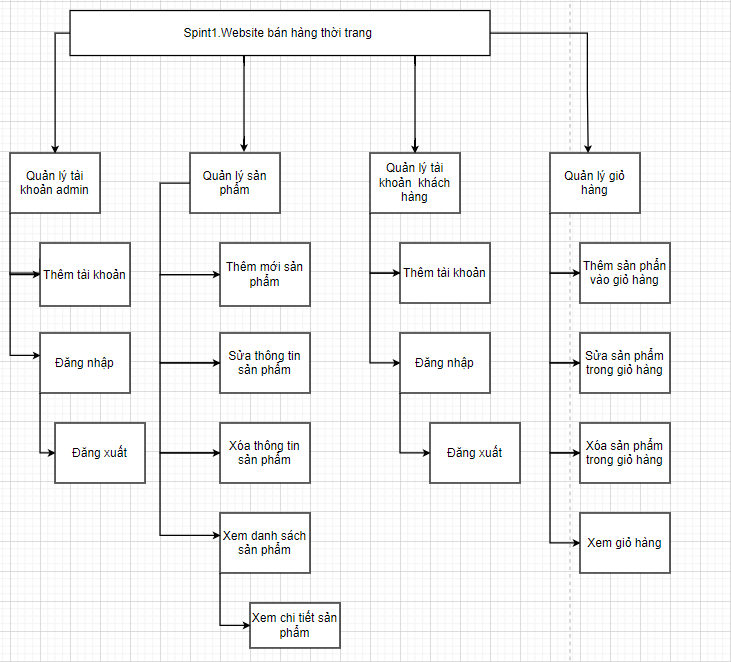 Spint1.Website bán hàng thời trang
Quản lý tài
khoản admin
Thêm tài khoản
Đăng nhập
Đăng xuất
Quản lý sản
phẩm
Thêm mới sản
phẩm
Sửa thông tin
sản phẩm
Xóa thông tin
sản phẩm
Xem danh sách
sản phẩm
Xem chi tiết sản
phẩm
Quản lý tài
khoản khách
hàng
Thêm tài khoản
Đăng nhập
Đăng xuất
Quản lý giỏ
hàng
Thêm sản phẩn
vào giỏ hàng
Sửa sản phẩm
trong giỏ hàng
Xóa sản phẩm
trong giỏ hàng
Xem giỏ hàng